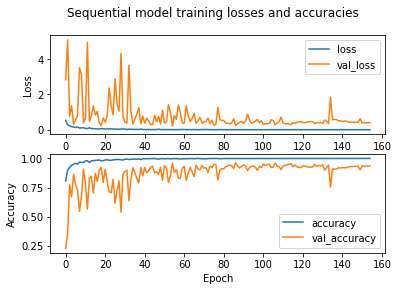 Sequential model training losses and accuracies
4
2
0
Loss
loss
val_loss
0 20 40 60 80 100 120 140 160
1.00
0.75
0.50
0.25
Accuracy
accuracy
val_accuracy
0 20 40 60 80 100 120 140 160
Epoch